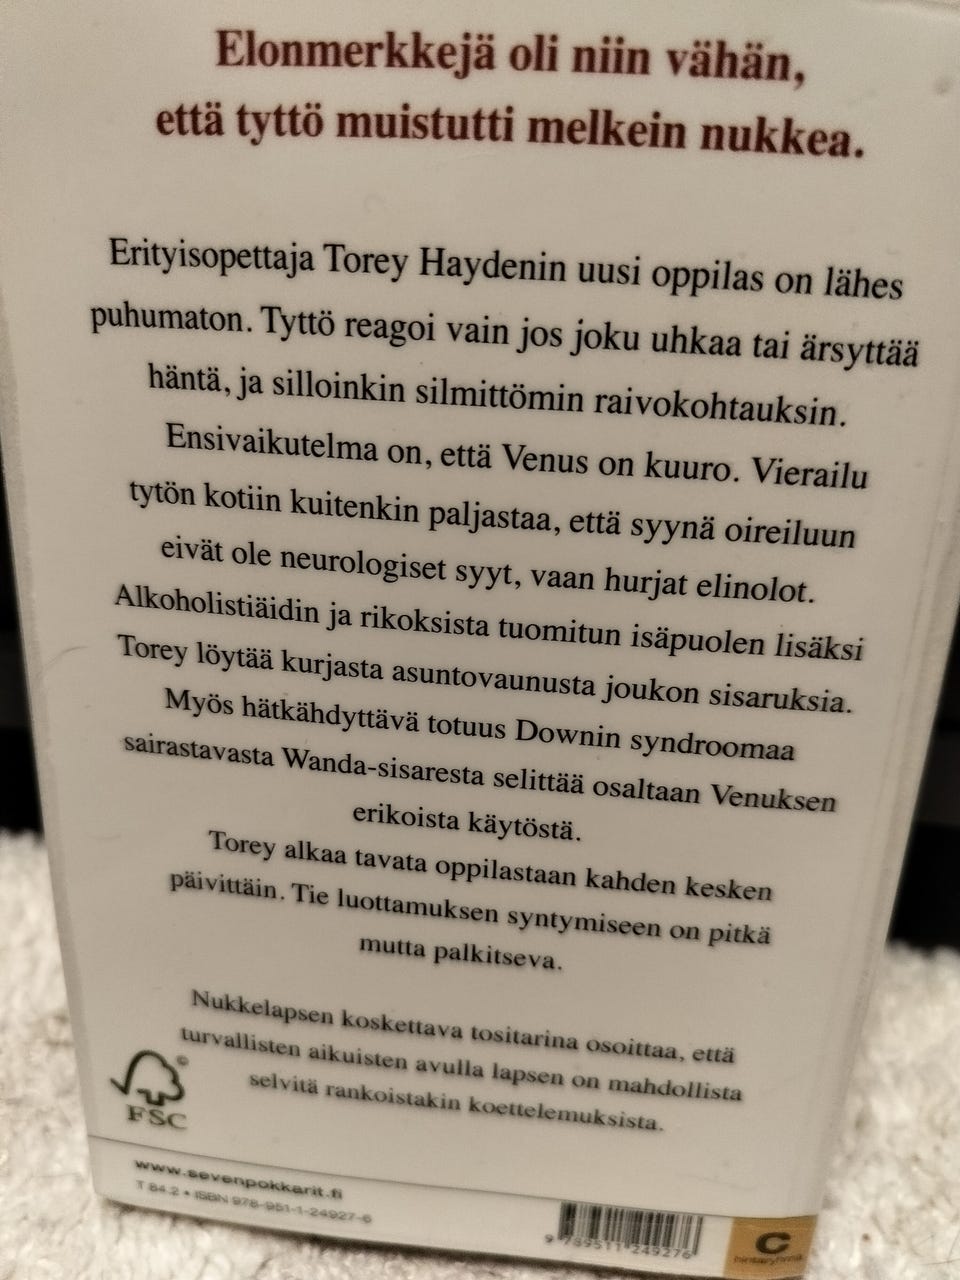 Elonmerkkejä oli niin vähän,
että tyttö muistutti melkein nukkea.
Erityisopettaja Torey Haydenin uusi oppilas on lähes
puhumaton. Tyttö reagoi vain jos joku uhkaa tai ärsyttää
häntä, ja silloinkin silmittömin raivokohtauksin.
Ensivaikutelma on, että Venus on kuuro. Vierailu
tytön kotiin kuitenkin paljastaa, että syynä oireiluun
eivät ole neurologiset syyt, vaan hurjat elinolot.
Alkoholistiäidin ja rikoksista tuomitun isäpuolen lisäksi
Torey löytää kurjasta asuntovaunusta joukon sisaruksia.
Myös hätkähdyttävä totuus Downin syndroomaa
sairastavasta Wanda-sisaresta selittää osaltaan Venuksen
erikoista käytöstä.
Torey alkaa tavata oppilastaan kahden kesken
päivittäin. Tie luottamuksen syntymiseen on pitkä
mutta palkitseva.
Nukkelapsen koskettava tositarina osoittaa, että
turvallisten aikuisten avulla lapsen on mahdollista
selvitä rankoistakin koettelemuksista.
©
FSC
www.sevenpokkarit.fi
T 84.2 • ISBN 978-951-1-24927-6
9 789511 249276
C
hintaryhmä